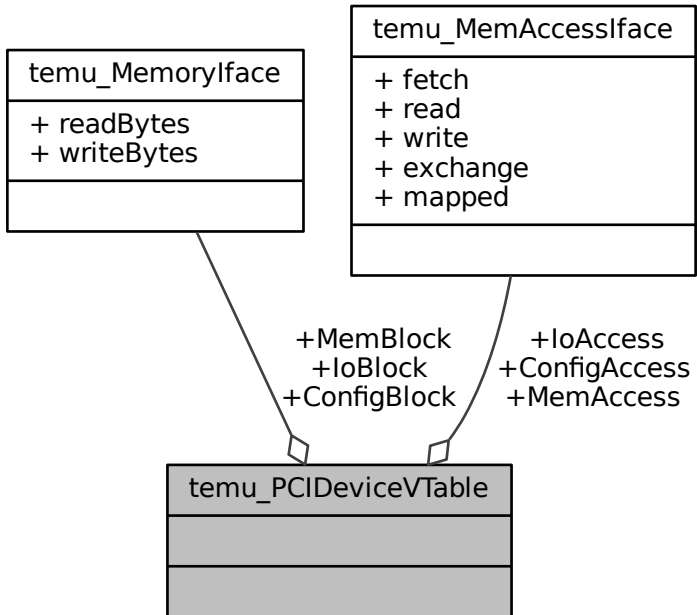 temu_MemoryIface
+ readBytes
+ writeBytes
temu_MemAccessIface
+ fetch
+ read
+ write
+ exchange
+ mapped
+MemBlock
+IoBlock
+ConfigBlock
+IoAccess
+ConfigAccess
+MemAccess
temu_PCIDeviceVTable